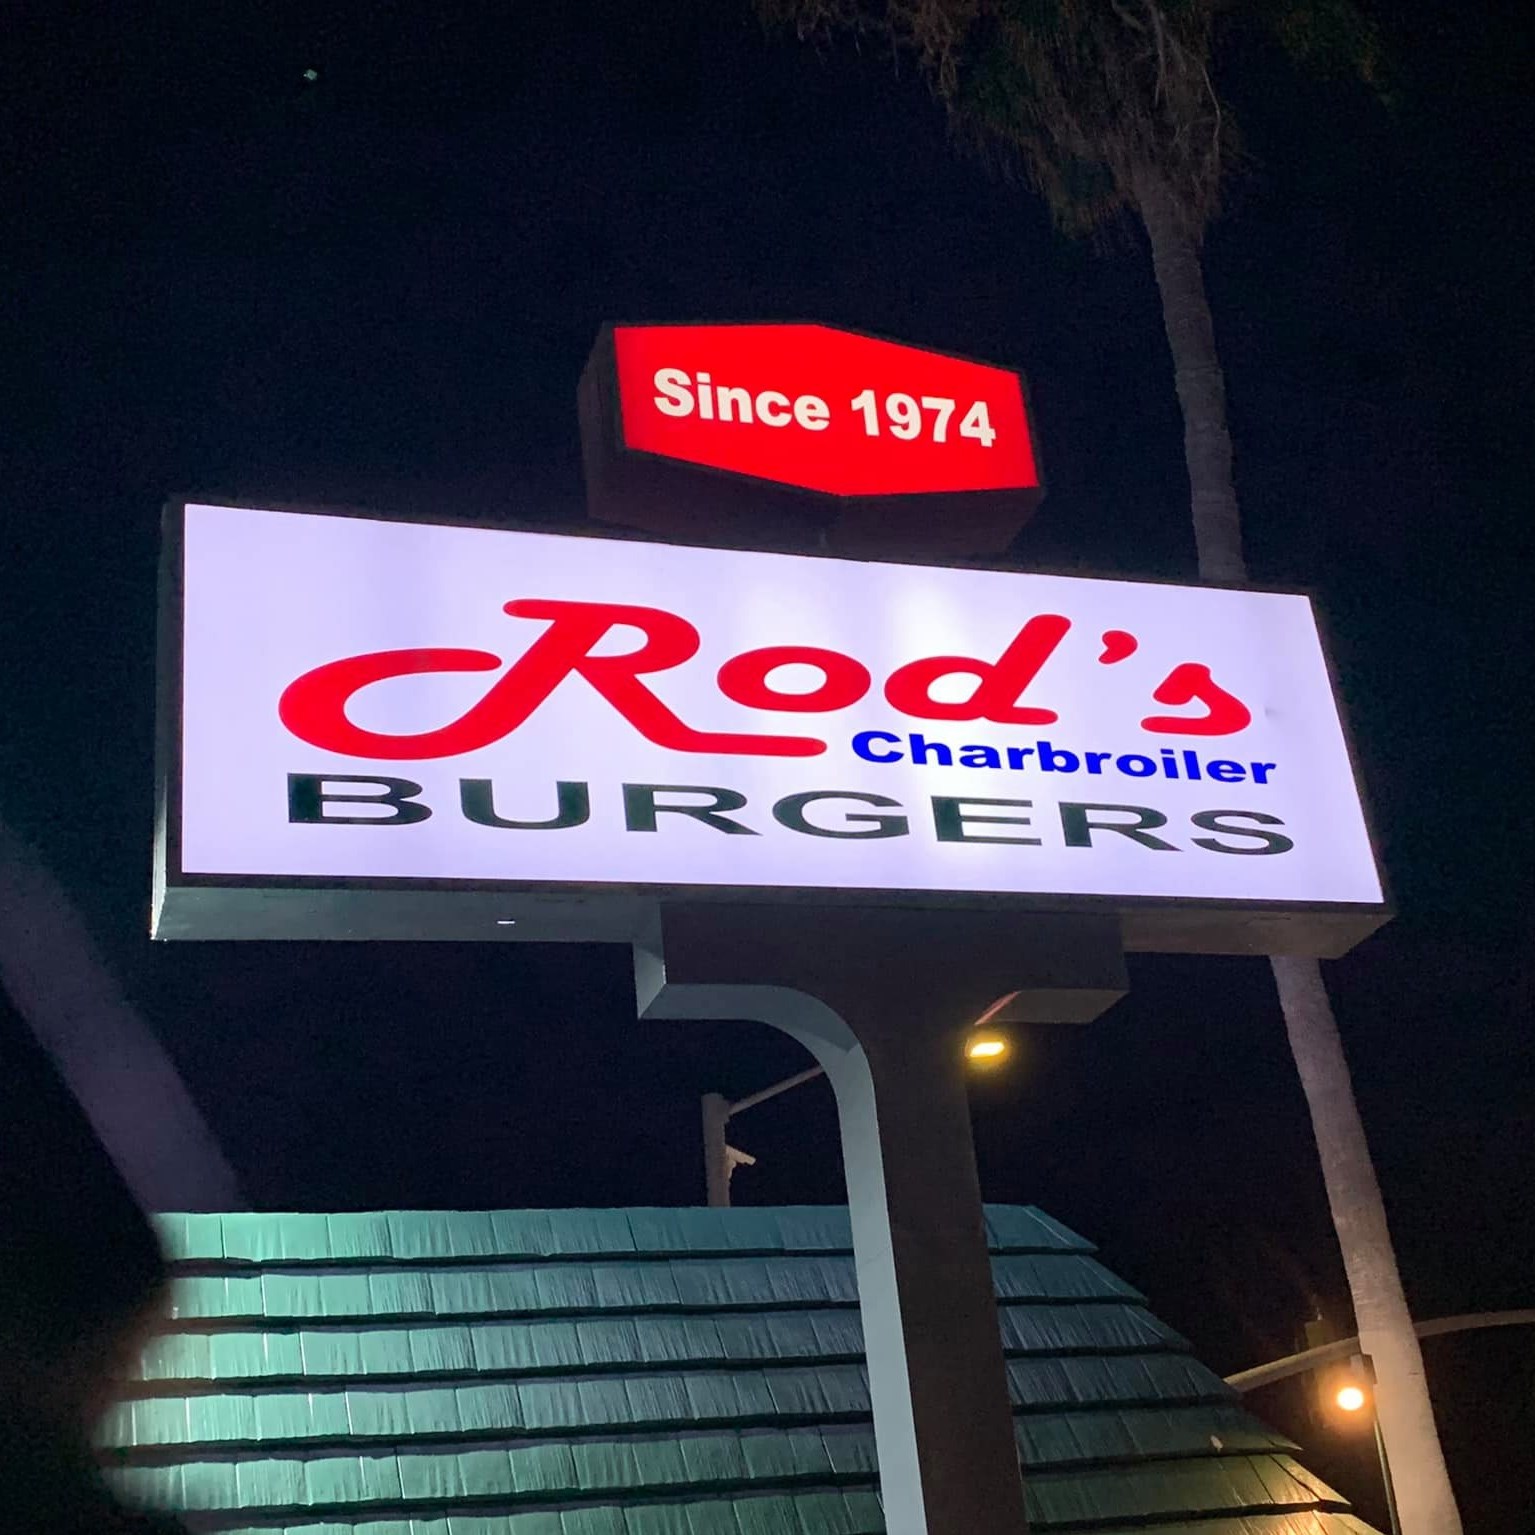 Since 1974
Rod's
Charbroiler
BURGERS